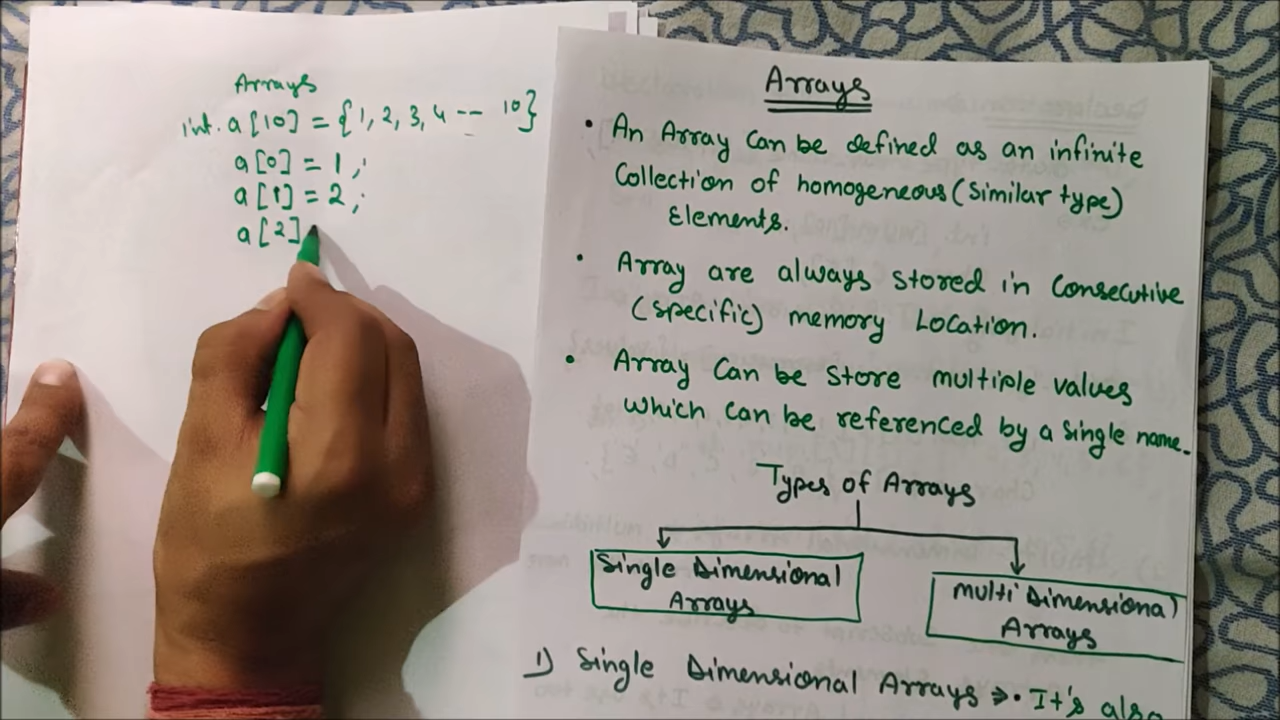 Arrays
int. a[10] = {1, 2, 3, 4 -- 10}
a[0] = 1;
a[1] = 2;
a[2]
Arrays
• An Array can be defined as an infinite
Collection of homogeneous (similar type)
Elements.
• Array are always stored in Consecutive
(specific) memory Location.
• Array can be store multiple values
which can be referenced by a single name.
Types of Arrays
Single Dimensional
Arrays
Multi Dimensional
Arrays
1) Single Dimensional Arrays → • It's also